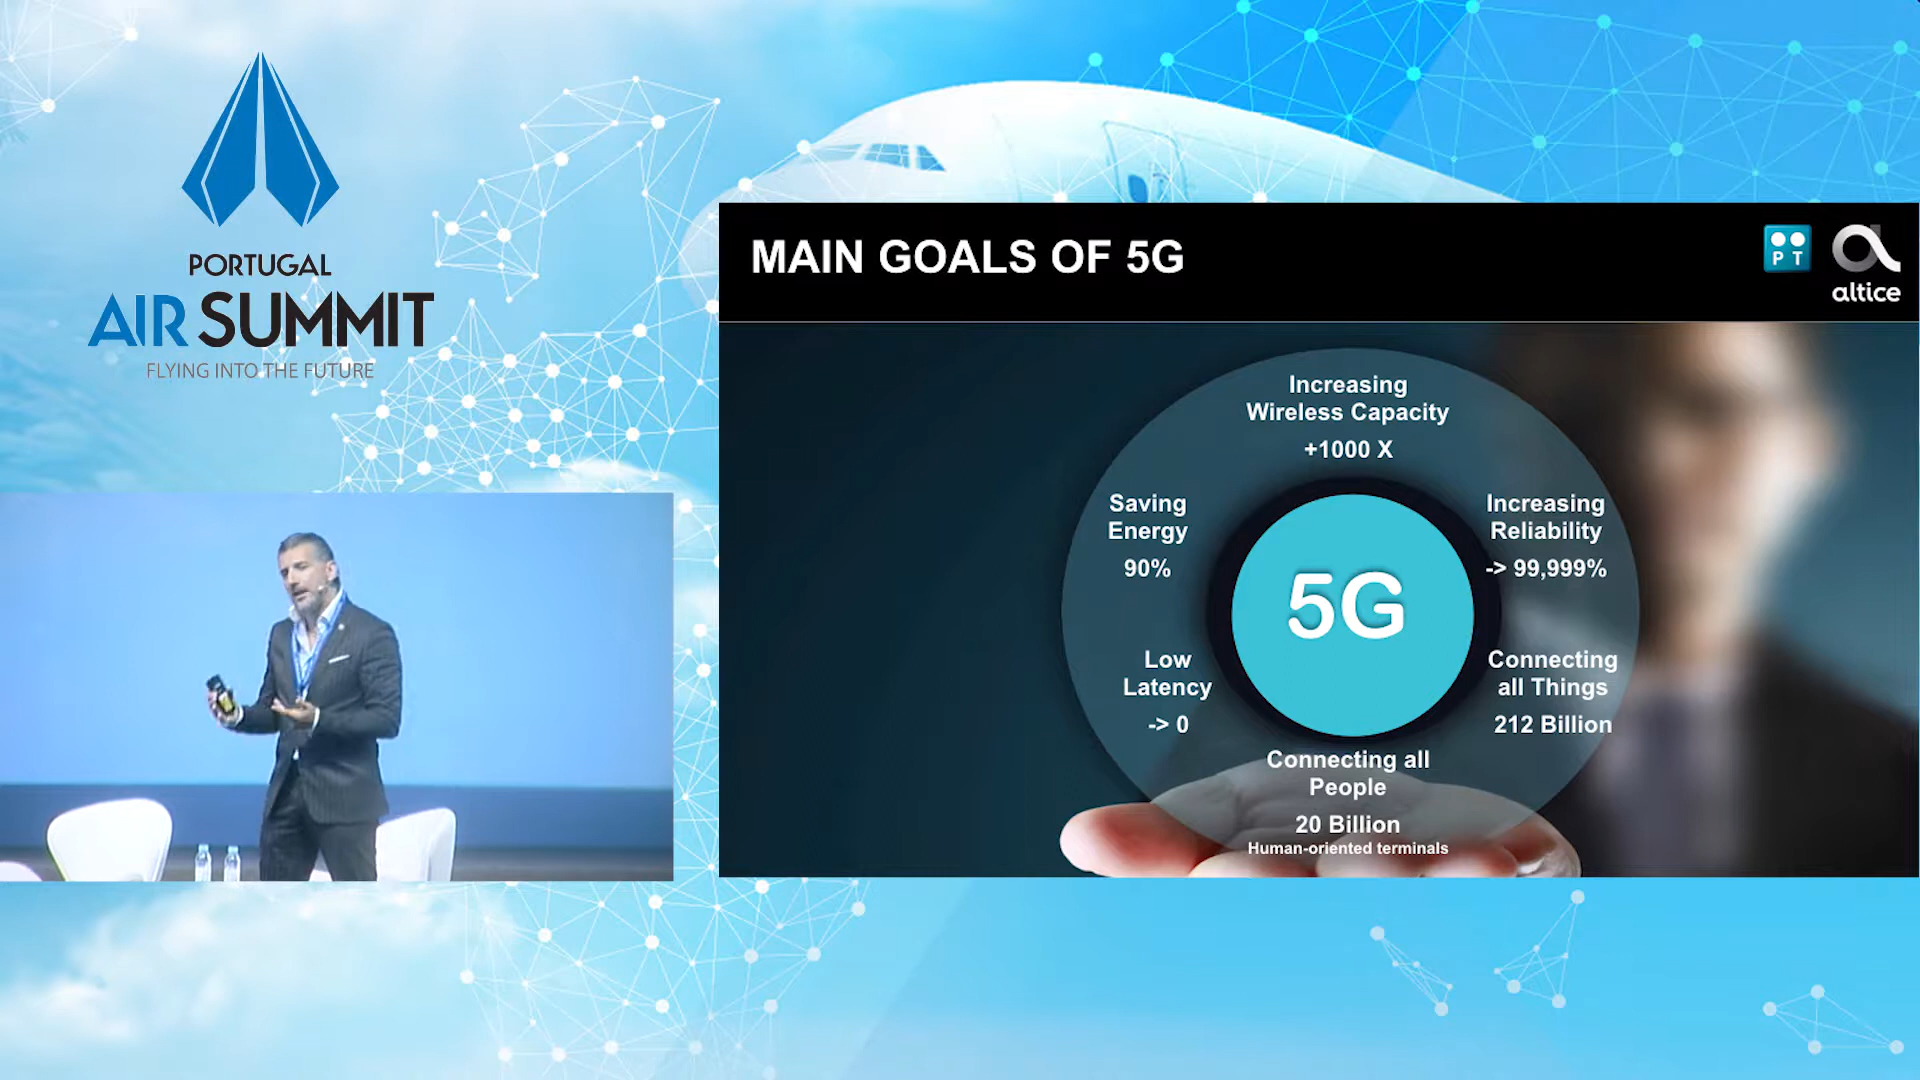 PORTUGAL
AIR SUMMIT
FLYING INTO THE FUTURE
MAIN GOALS OF 5G
P T
altice
Increasing
Wireless Capacity
+1000 X
Saving
Energy
90%
Increasing
Reliability
-> 99,999%
5G
Low
Latency
-> 0
Connecting
all Things
212 Billion
Connecting all
People
20 Billion
Human-oriented terminals